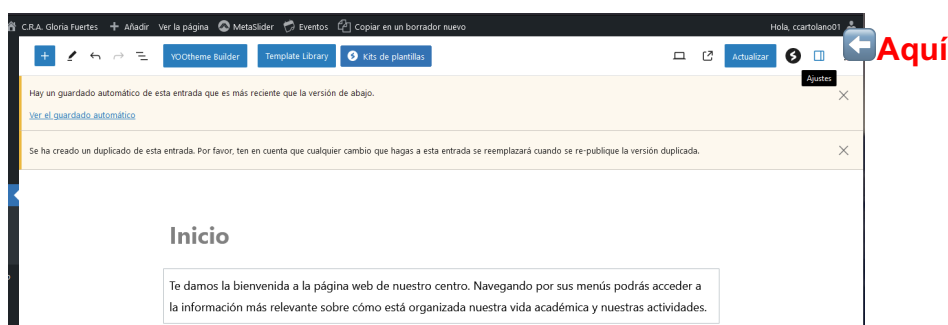 C.R.A. Gloria Fuertes + Añadir Ver la página MetaSlider Eventos Copiar en un borrador nuevo Hola, ccartolano01
Aquí
YOOtheme Builder Template Library Kits de plantillas Actualizar
Ajustes
Hay un guardado automático de esta entrada que es más reciente que la versión de abajo.
Ver el guardado automático
Se ha creado un duplicado de esta entrada. Por favor, ten en cuenta que cualquier cambio que hagas a esta entrada se reemplazará cuando se re-publique la versión duplicada.
Inicio
Te damos la bienvenida a la página web de nuestro centro. Navegando por sus menús podrás acceder a
la información más relevante sobre cómo está organizada nuestra vida académica y nuestras actividades.